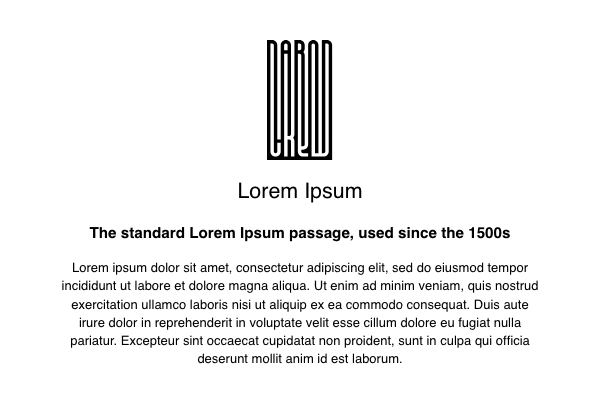 NAROD
CREW
Lorem Ipsum
The standard Lorem Ipsum passage, used since the 1500s
Lorem ipsum dolor sit amet, consectetur adipiscing elit, sed do eiusmod tempor
incididunt ut labore et dolore magna aliqua. Ut enim ad minim veniam, quis nostrud
exercitation ullamco laboris nisi ut aliquip ex ea commodo consequat. Duis aute
irure dolor in reprehenderit in voluptate velit esse cillum dolore eu fugiat nulla
pariatur. Excepteur sint occaecat cupidatat non proident, sunt in culpa qui officia
deserunt mollit anim id est laborum.